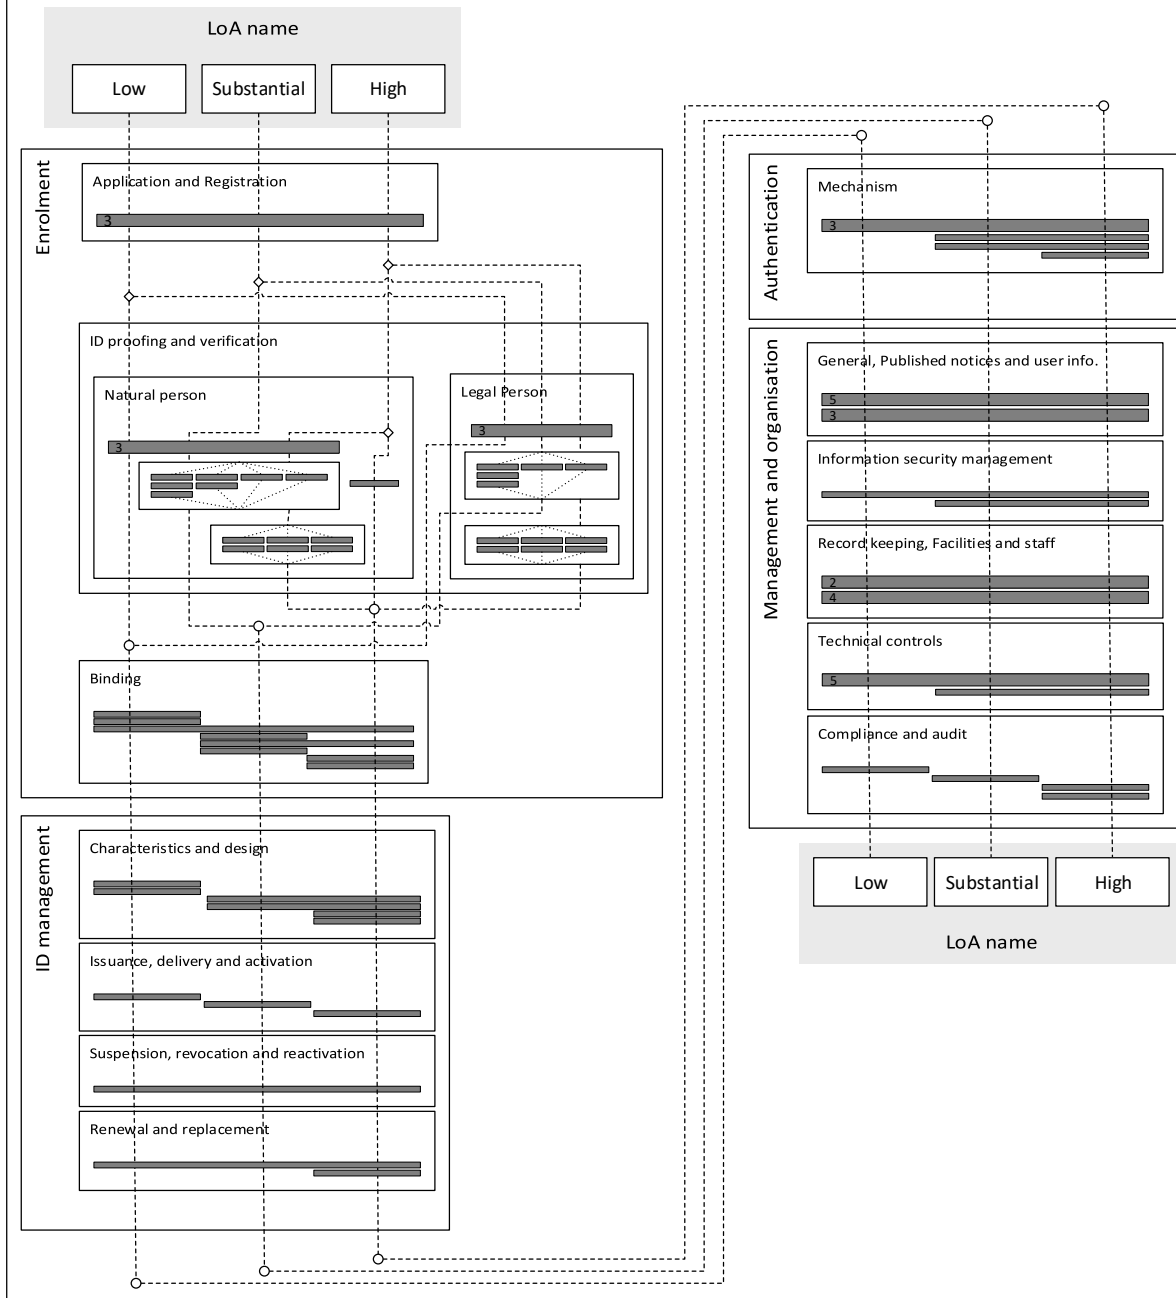 LoA name
Low
Substantial
High
Enrolment
Application and Registration
3
ID proofing and verification
Natural person
3
Legal Person
3
Binding
ID management
Characteristics and design
Issuance, delivery and activation
Suspension, revocation and reactivation
Renewal and replacement
Authentication
Mechanism
3
Management and organisation
General, Published notices and user info.
5
3
Information security management
Record keeping, Facilities and staff
2
4
Technical controls
5
Compliance and audit
Low
Substantial
High
LoA name